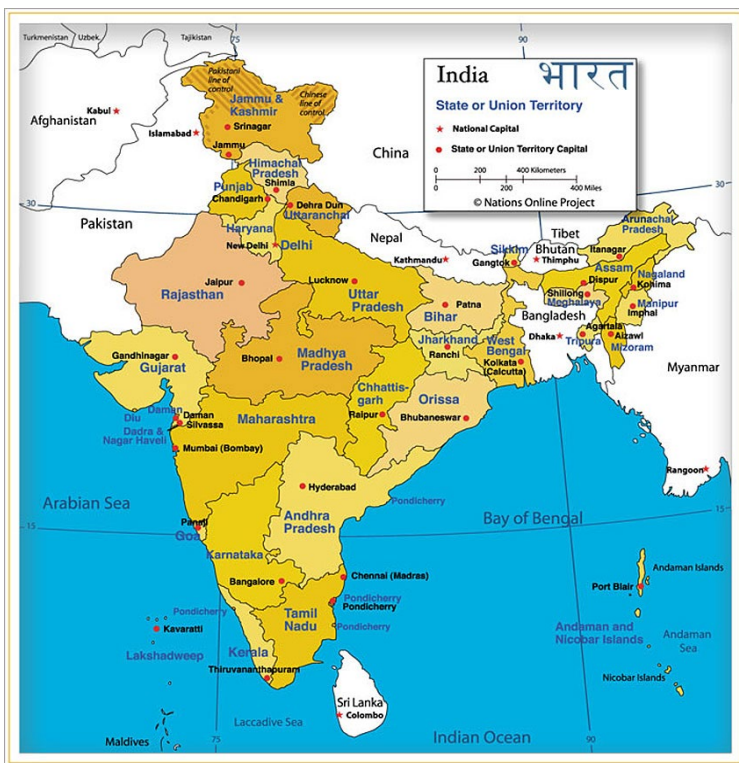 Turkmenistan
Uzbek.
Tajikistan
75
90
Pakistani
line of
control
Chinese
line of
control
India
भारत
State or Union Territory
National Capital
State or Union Territory Capital
0 200 400 Kilometers
0 200 400 Miles
© Nations Online Project
Kabul
Afghanistan
Islamabad
Jammu &
Kashmir
Srinagar
Jammu
China
Himachal
Pradesh
Shimla
Punjab
Chandigarh
Dehra Dun
Uttaranchal
30
30
Pakistan
Haryana
New Delhi
Delhi
Nepal
Kathmandu
Tibet
Bhutan
Thimphu
Sikkim
Gangtok
Arunachal
Pradesh
Itanagar
Assam
Dispur
Nagaland
Kohima
Shillong
Meghalaya
Manipur
Imphal
Jaipur
Rajasthan
Lucknow
Uttar
Pradesh
Patna
Bihar
Bangladesh
Dhaka
Agartala
Tripura
Aizawl
Mizoram
Gandhinagar
Gujarat
Bhopal
Madhya
Pradesh
Jharkhand
Ranchi
West
Bengal
Kolkata
(Calcutta)
Myanmar
Chhattis-
garh
Raipur
Orissa
Bhubaneswar
Daman
Diu
Daman
Silvassa
Dadra &
Nagar Haveli
Maharashtra
Mumbai (Bombay)
Rangoon
Hyderabad
Andhra
Pradesh
Pondicherry
Arabian Sea
15
Bay of Bengal
15
Panaji
Goa
Karnataka
Bangalore
Chennai (Madras)
Andaman Islands
Port Blair
Pondicherry
Pondicherry
Pondicherry
Tamil
Nadu
Pondicherry
Kavaratti
Lakshadweep
Kerala
Thiruvananthapuram
Andaman and
Nicobar Islands
Andaman
Sea
Nicobar Islands
Sri Lanka
Colombo
Laccadive Sea
Maldives
75
Indian Ocean
90